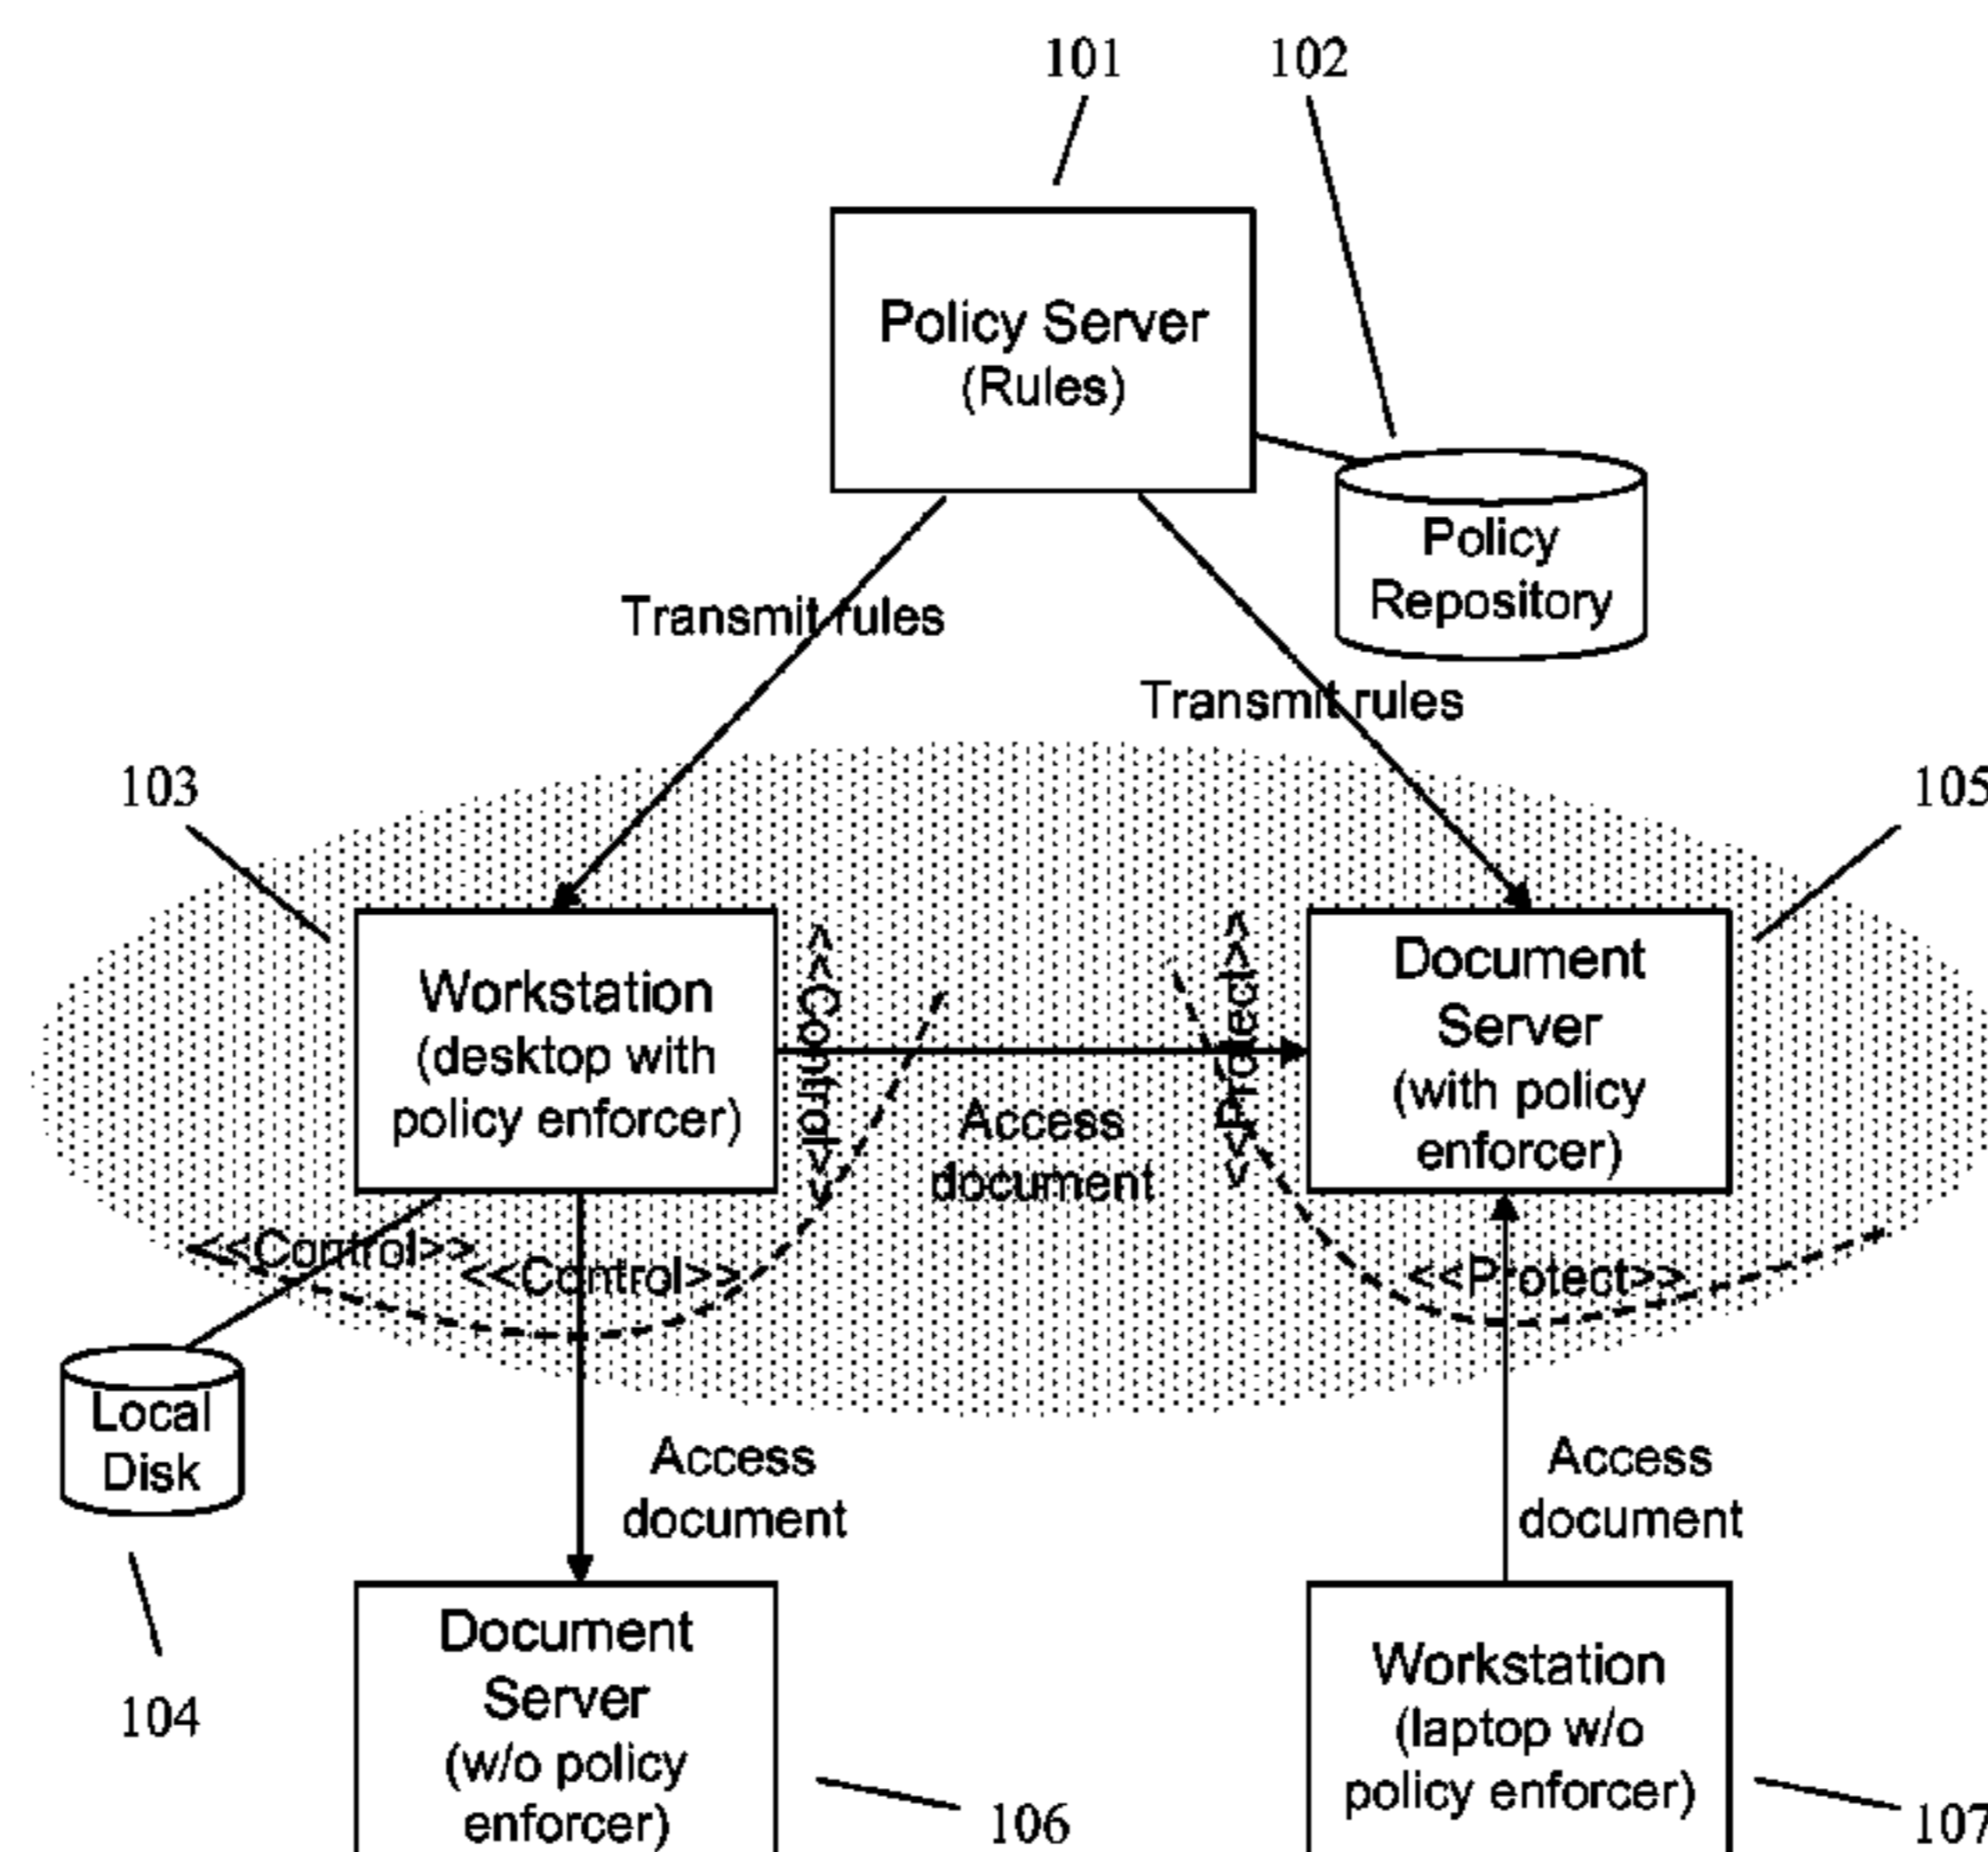 101
102
Policy Server
(Rules)
Policy
Repository
Transmit rules
Transmit rules
103
105
Workstation
(desktop with
policy enforcer)
<<Control>>
<<Protect>>
Document
Server
(with policy
enforcer)
Access
document
<<Control>>
<<Control>>
<<Protect>>
Local
Disk
Access
document
Access
document
104
Document
Server
(w/o policy
enforcer)
106
Workstation
(laptop w/o
policy enforcer)
107